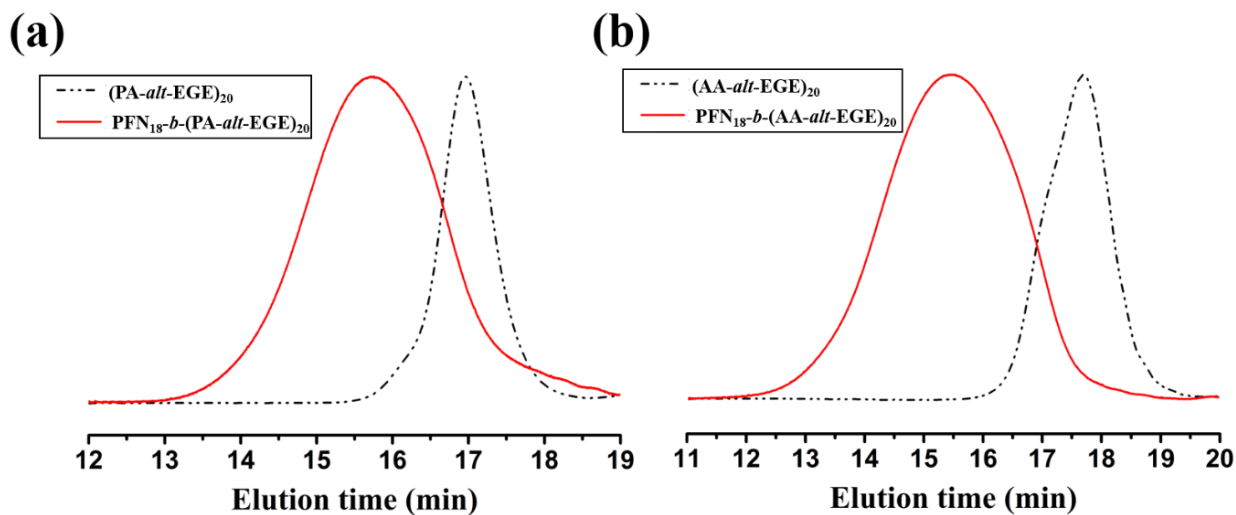 (a)
(PA-alt-EGE)20
PFN18-b-(PA-alt-EGE)20
12 13 14 15 16 17 18 19
Elution time (min)
(b)
(AA-alt-EGE)20
PFN18-b-(AA-alt-EGE)20
11 12 13 14 15 16 17 18 19 20
Elution time (min)